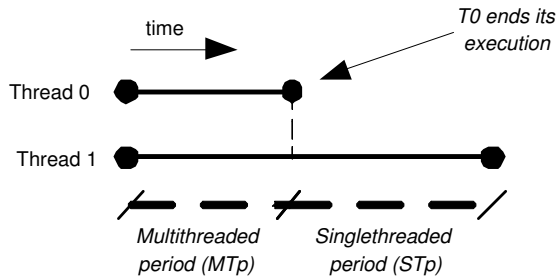 time
T0 ends its
execution
Thread 0
Thread 1
Multithreaded
period (MTp)
Singlethreaded
period (STp)